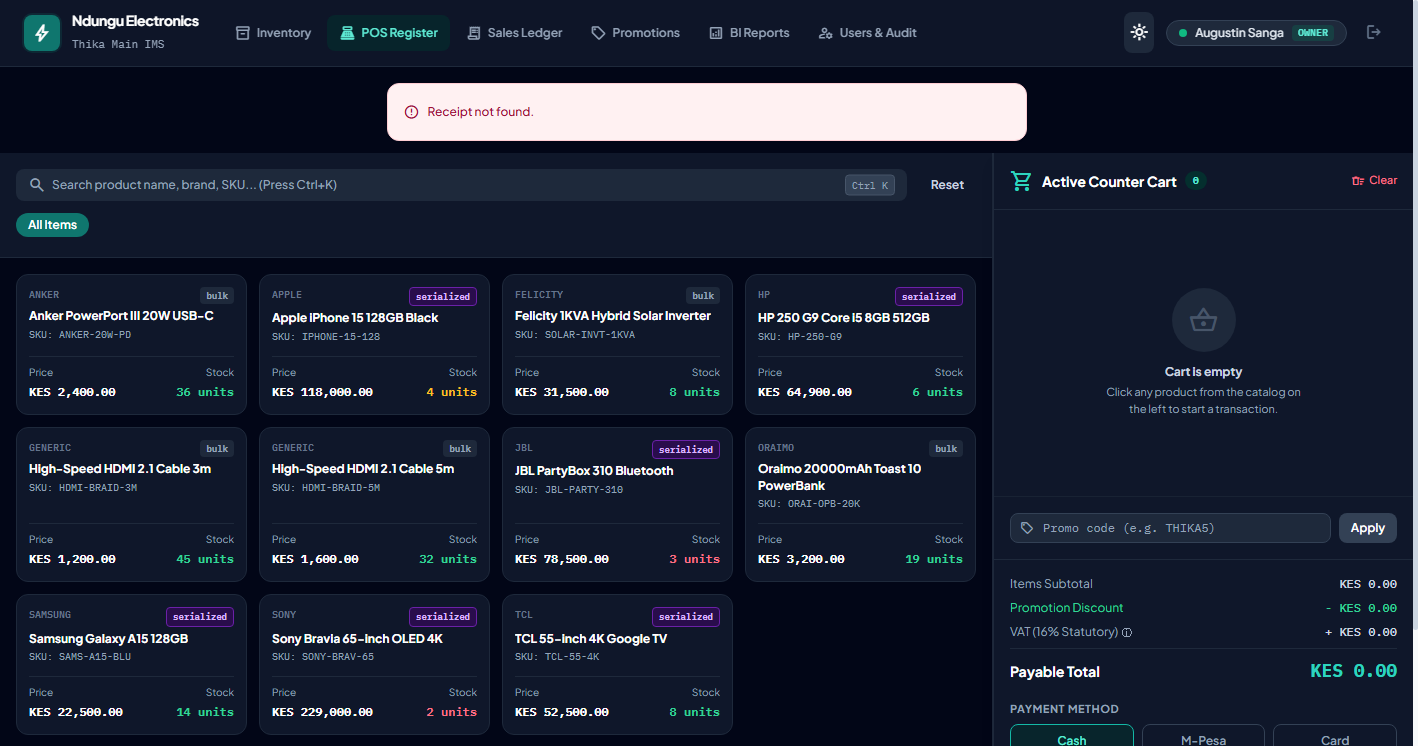 Ndungu Electronics
Thika Main IMS
Inventory
POS Register
Sales Ledger
Promotions
BI Reports
Users & Audit
Augustin Sanga OWNER
Receipt not found.
Search product name, brand, SKU... (Press Ctrl+K)
Ctrl K
Reset
All Items
ANKER
bulk
Anker PowerPort III 20W USB-C
SKU: ANKER-20W-PD
Price Stock
KES 2,400.00 36 units
APPLE
serialized
Apple iPhone 15 128GB Black
SKU: IPHONE-15-128
Price Stock
KES 118,000.00 4 units
FELICITY
bulk
Felicity 1KVA Hybrid Solar Inverter
SKU: SOLAR-INVT-1KVA
Price Stock
KES 31,500.00 8 units
HP
serialized
HP 250 G9 Core i5 8GB 512GB
SKU: HP-250-G9
Price Stock
KES 64,900.00 6 units
GENERIC
bulk
High-Speed HDMI 2.1 Cable 3m
SKU: HDMI-BRAID-3M
Price Stock
KES 1,200.00 45 units
GENERIC
bulk
High-Speed HDMI 2.1 Cable 5m
SKU: HDMI-BRAID-5M
Price Stock
KES 1,600.00 32 units
JBL
serialized
JBL PartyBox 310 Bluetooth
SKU: JBL-PARTY-310
Price Stock
KES 78,500.00 3 units
ORAIMO
bulk
Oraimo 20000mAh Toast 10
PowerBank
SKU: ORAI-OPB-20K
Price Stock
KES 3,200.00 19 units
SAMSUNG
serialized
Samsung Galaxy A15 128GB
SKU: SAMS-A15-BLU
Price Stock
KES 22,500.00 14 units
SONY
serialized
Sony Bravia 65-inch OLED 4K
SKU: SONY-BRAV-65
Price Stock
KES 229,000.00 2 units
TCL
serialized
TCL 55-inch 4K Google TV
SKU: TCL-55-4K
Price Stock
KES 52,500.00 8 units
Active Counter Cart 0
Clear
Cart is empty
Click any product from the catalog on
the left to start a transaction.
Promo code (e.g. THIKA5)
Apply
Items Subtotal KES 0.00
Promotion Discount - KES 0.00
VAT (16% Statutory) + KES 0.00
Payable Total KES 0.00
PAYMENT METHOD
Cash
M-Pesa
Card